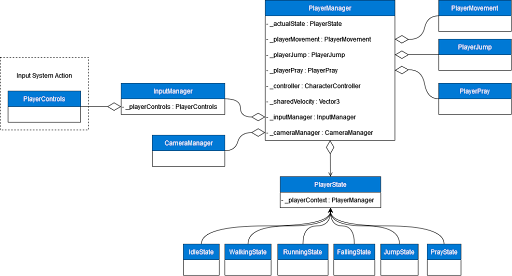 PlayerManager
- _actualState : PlayerState
- _playerMovement : PlayerMovement
- _playerJump : PlayerJump
- _playerPray : PlayerPray
- _controller : CharacterController
- _sharedVelocity : Vector3
- _inputManager : InputManager
- _cameraManager : CameraManager
PlayerMovement
PlayerJump
PlayerPray
Input System Action
PlayerControls
InputManager
- _playerControls : PlayerControls
CameraManager
PlayerState
- _playerContext : PlayerManager
IdleState
WalkingState
RunningState
FallingState
JumpState
PrayState